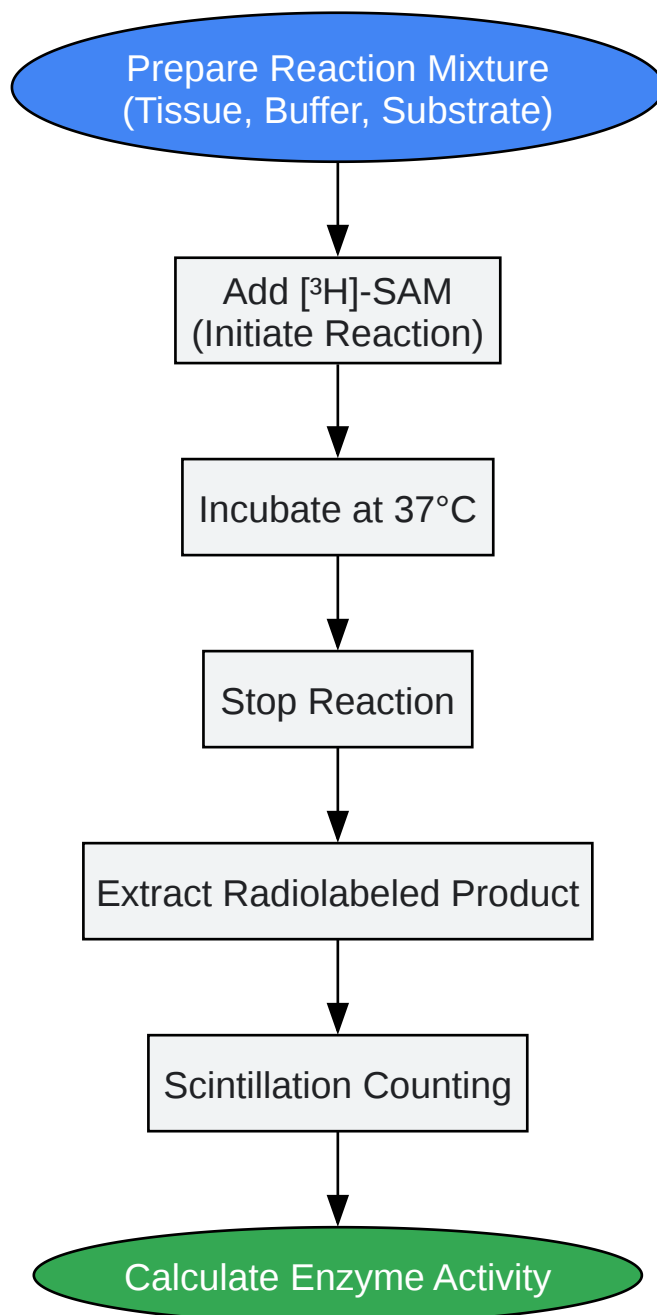 Prepare Reaction Mixture
(Tissue, Buffer, Substrate)
Add [³H]-SAM
(Initiate Reaction)
Incubate at 37°C
Stop Reaction
Extract Radiolabeled Product
Scintillation Counting
Calculate Enzyme Activity